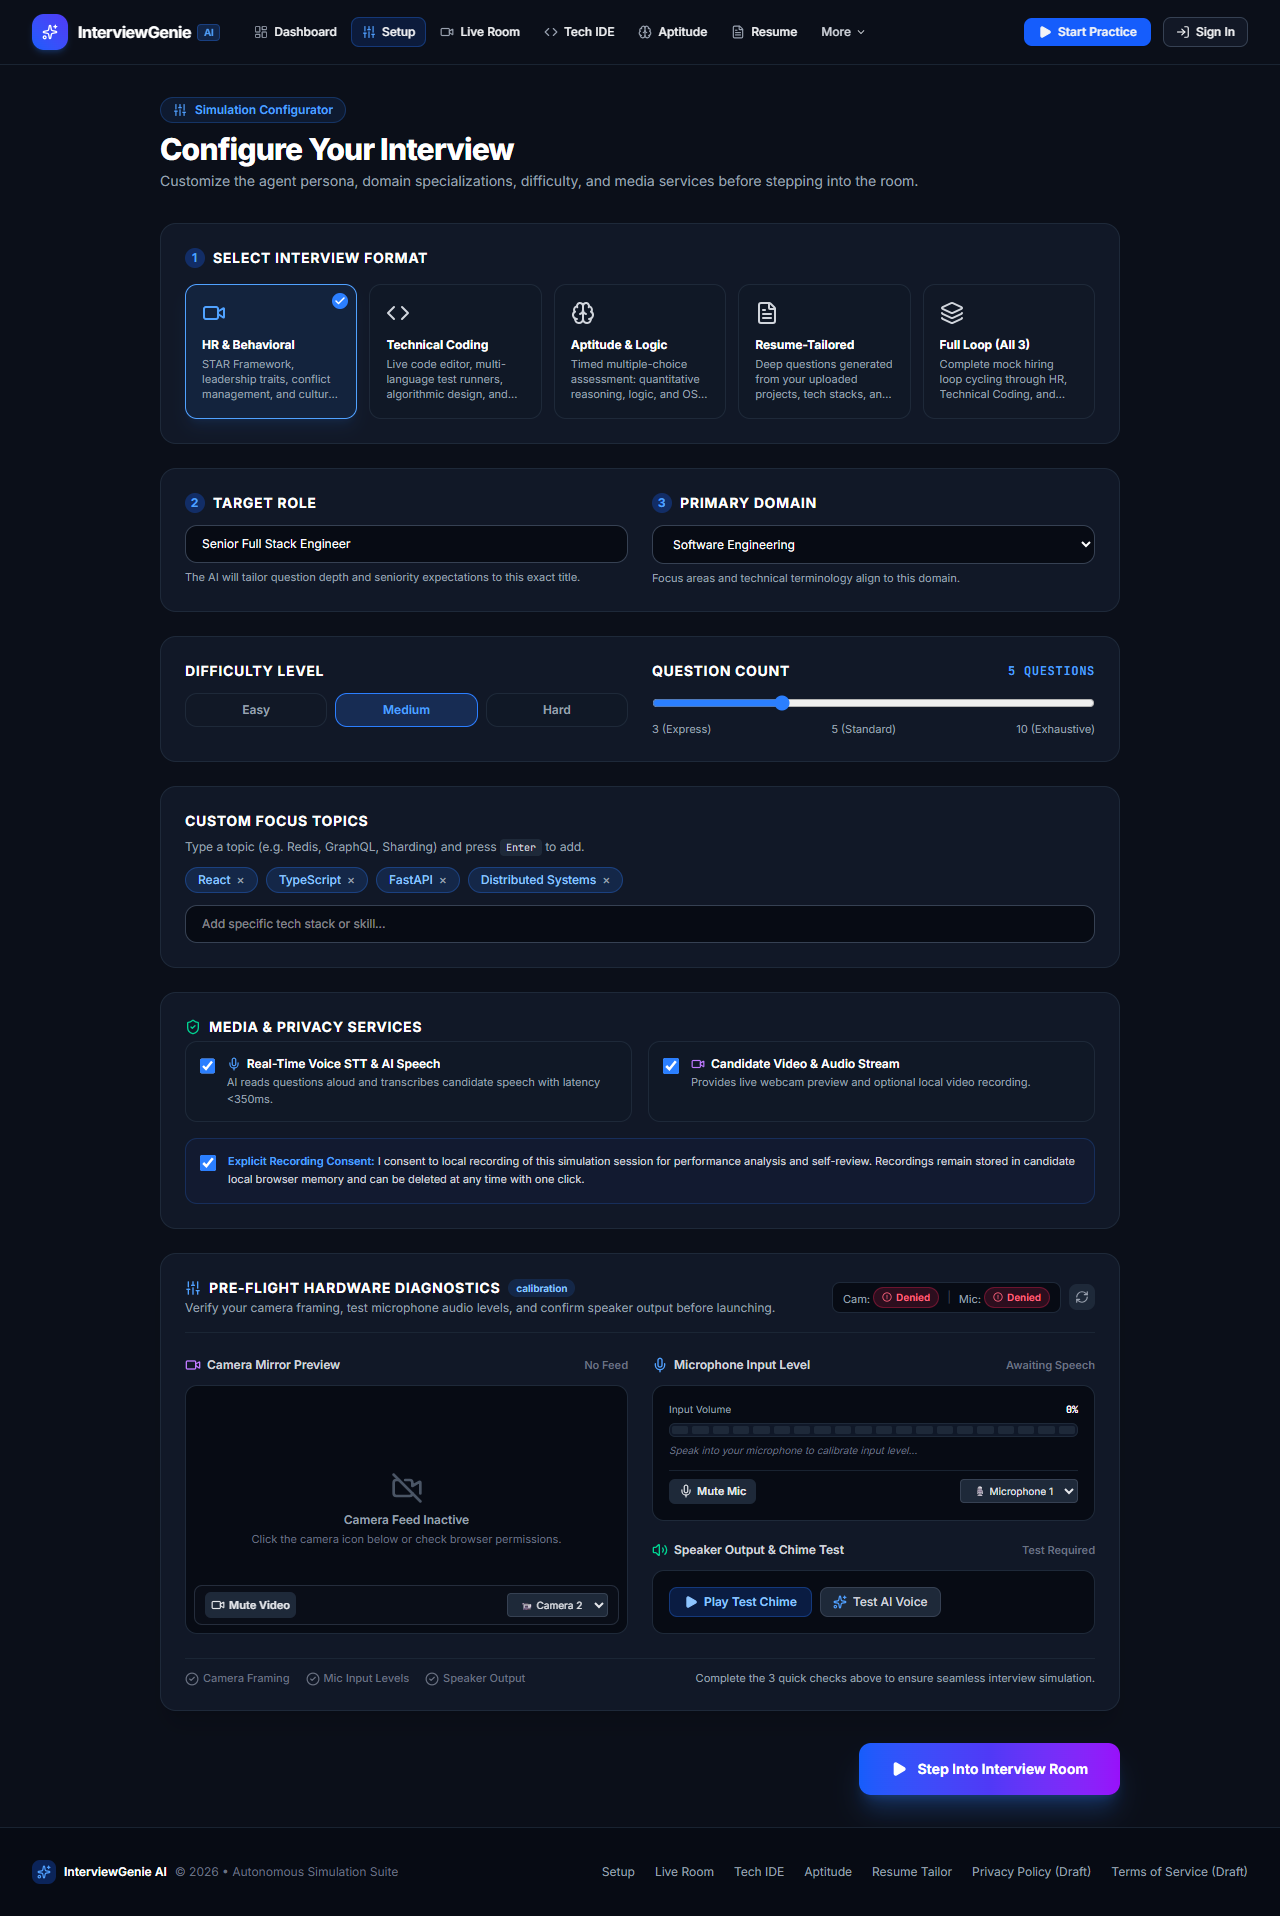 InterviewGenie AI
Dashboard
Setup
Live Room
Tech IDE
Aptitude
Resume
More
Start Practice
Sign In
Simulation Configurator
Configure Your Interview
Customize the agent persona, domain specializations, difficulty, and media services before stepping into the room.
1 SELECT INTERVIEW FORMAT
HR & Behavioral
STAR Framework,
leadership traits, conflict
management, and cultur...
Technical Coding
Live code editor, multi-
language test runners,
algorithmic design, and...
Aptitude & Logic
Timed multiple-choice
assessment: quantitative
reasoning, logic, and OS...
Resume-Tailored
Deep questions generated
from your uploaded
projects, tech stacks, an...
Full Loop (All 3)
Complete mock hiring
loop cycling through HR,
Technical Coding, and...
2 TARGET ROLE
Senior Full Stack Engineer
The AI will tailor question depth and seniority expectations to this exact title.
3 PRIMARY DOMAIN
Software Engineering
Focus areas and technical terminology align to this domain.
DIFFICULTY LEVEL
Easy
Medium
Hard
QUESTION COUNT
5 QUESTIONS
3 (Express)
5 (Standard)
10 (Exhaustive)
CUSTOM FOCUS TOPICS
Type a topic (e.g. Redis, GraphQL, Sharding) and press Enter to add.
React ×
TypeScript ×
FastAPI ×
Distributed Systems ×
Add specific tech stack or skill...
MEDIA & PRIVACY SERVICES
Real-Time Voice STT & AI Speech
AI reads questions aloud and transcribes candidate speech with latency
<350ms.
Candidate Video & Audio Stream
Provides live webcam preview and optional local video recording.
Explicit Recording Consent: I consent to local recording of this simulation session for performance analysis and self-review. Recordings remain stored in candidate
local browser memory and can be deleted at any time with one click.
PRE-FLIGHT HARDWARE DIAGNOSTICS calibration
Verify your camera framing, test microphone audio levels, and confirm speaker output before launching.
Cam: Denied
Mic: Denied
Camera Mirror Preview
No Feed
Camera Feed Inactive
Click the camera icon below or check browser permissions.
Mute Video
Camera 2
Microphone Input Level
Awaiting Speech
Input Volume
0%
Speak into your microphone to calibrate input level...
Mute Mic
Microphone 1
Speaker Output & Chime Test
Test Required
Play Test Chime
Test AI Voice
Camera Framing
Mic Input Levels
Speaker Output
Complete the 3 quick checks above to ensure seamless interview simulation.
Step Into Interview Room
InterviewGenie AI © 2026 • Autonomous Simulation Suite
Setup
Live Room
Tech IDE
Aptitude
Resume Tailor
Privacy Policy (Draft)
Terms of Service (Draft)